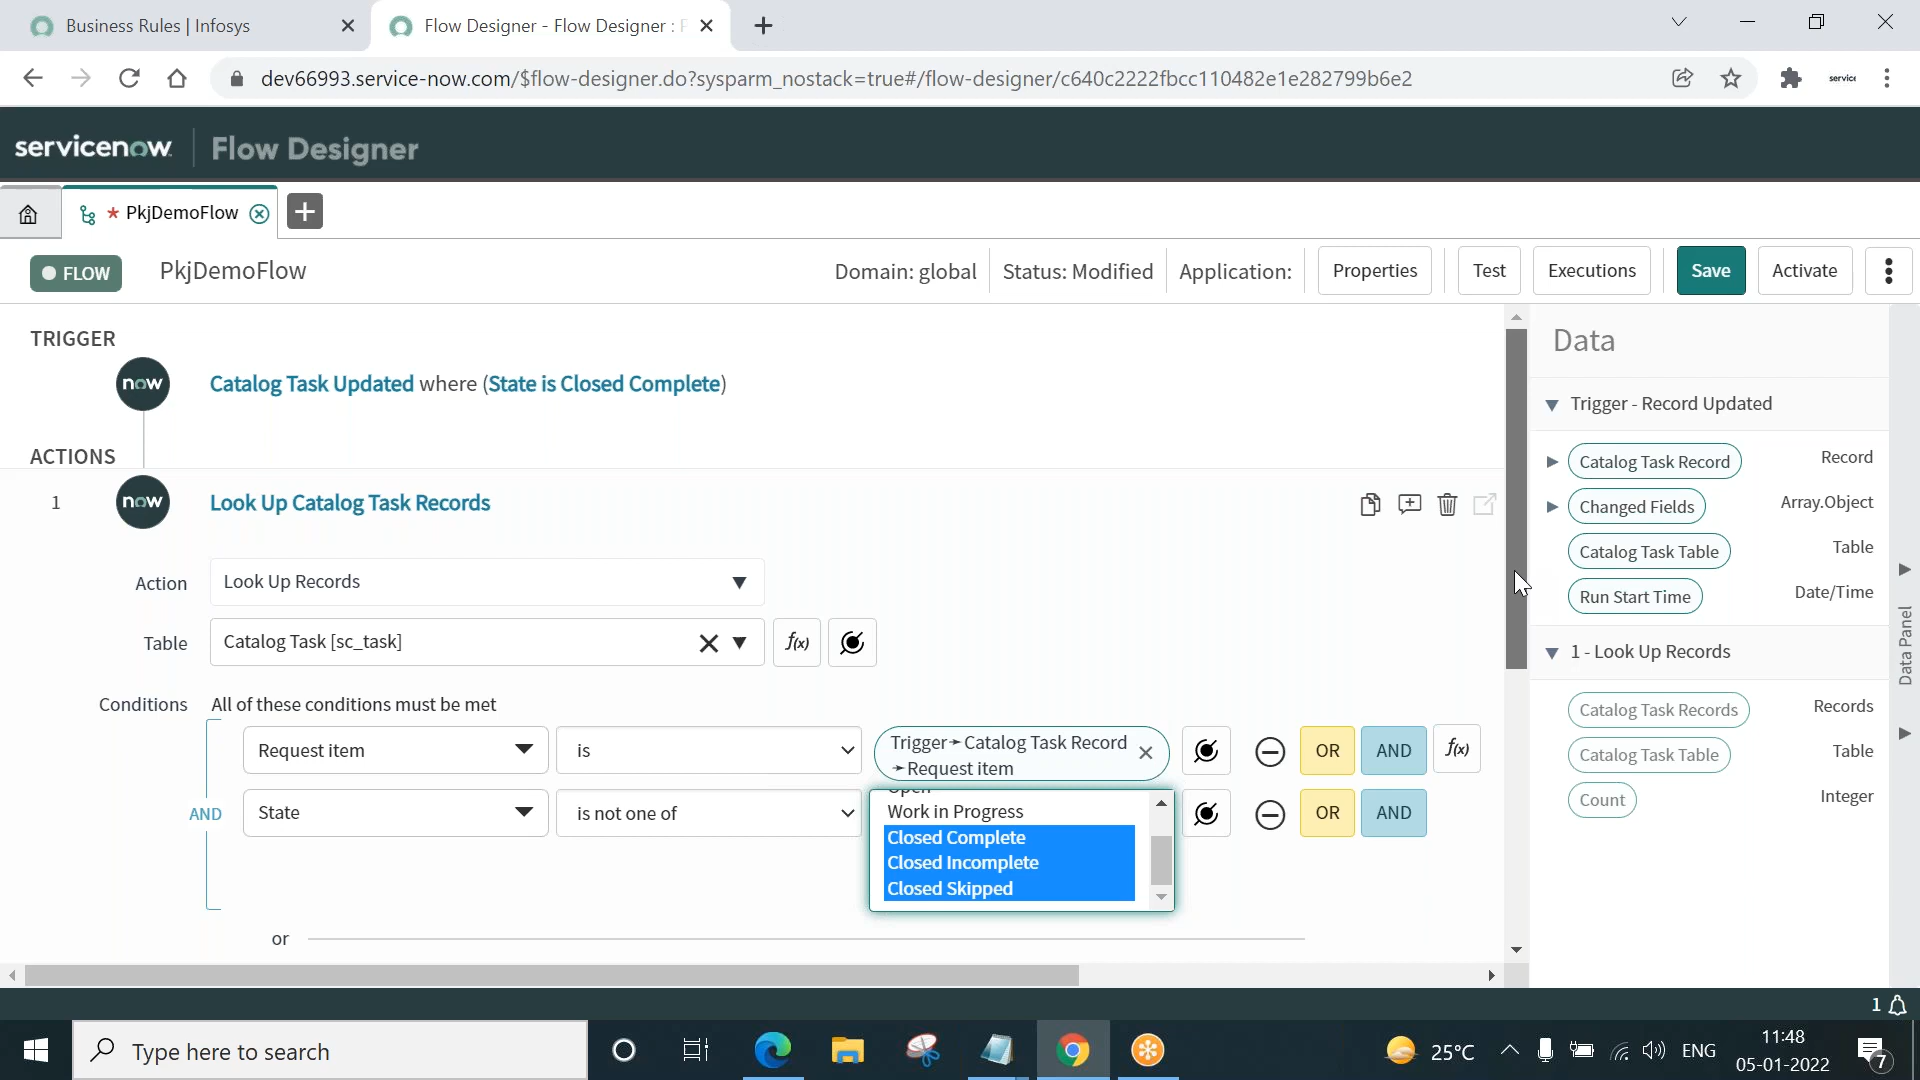 Business Rules | Infosys
Flow Designer - Flow Designer :
dev66993.service-now.com/$flow-designer.do?sysparm_nostack=true#/flow-designer/c640c2222fbcc110482e1e282799b6e2
service
servicenow Flow Designer
* PkjDemoFlow
FLOW PkjDemoFlow Domain: global Status: Modified Application: Properties Test Executions Save Activate
TRIGGER
now Catalog Task Updated where (State is Closed Complete)
ACTIONS
1 now Look Up Catalog Task Records
Action Look Up Records
Table Catalog Task [sc_task] f(x)
Conditions All of these conditions must be met
Request item is Trigger➛Catalog Task Record
➛Request item OR AND f(x)
AND State is not one of OR AND
Work in Progress
Closed Complete
Closed Incomplete
Closed Skipped
or
Data
Trigger - Record Updated
Catalog Task Record Record
Changed Fields Array.Object
Catalog Task Table Table
Run Start Time Date/Time
1 - Look Up Records
Catalog Task Records Records
Catalog Task Table Table
Count Integer
Data Panel
1
Type here to search
25°C
ENG
11:48
05-01-2022
7